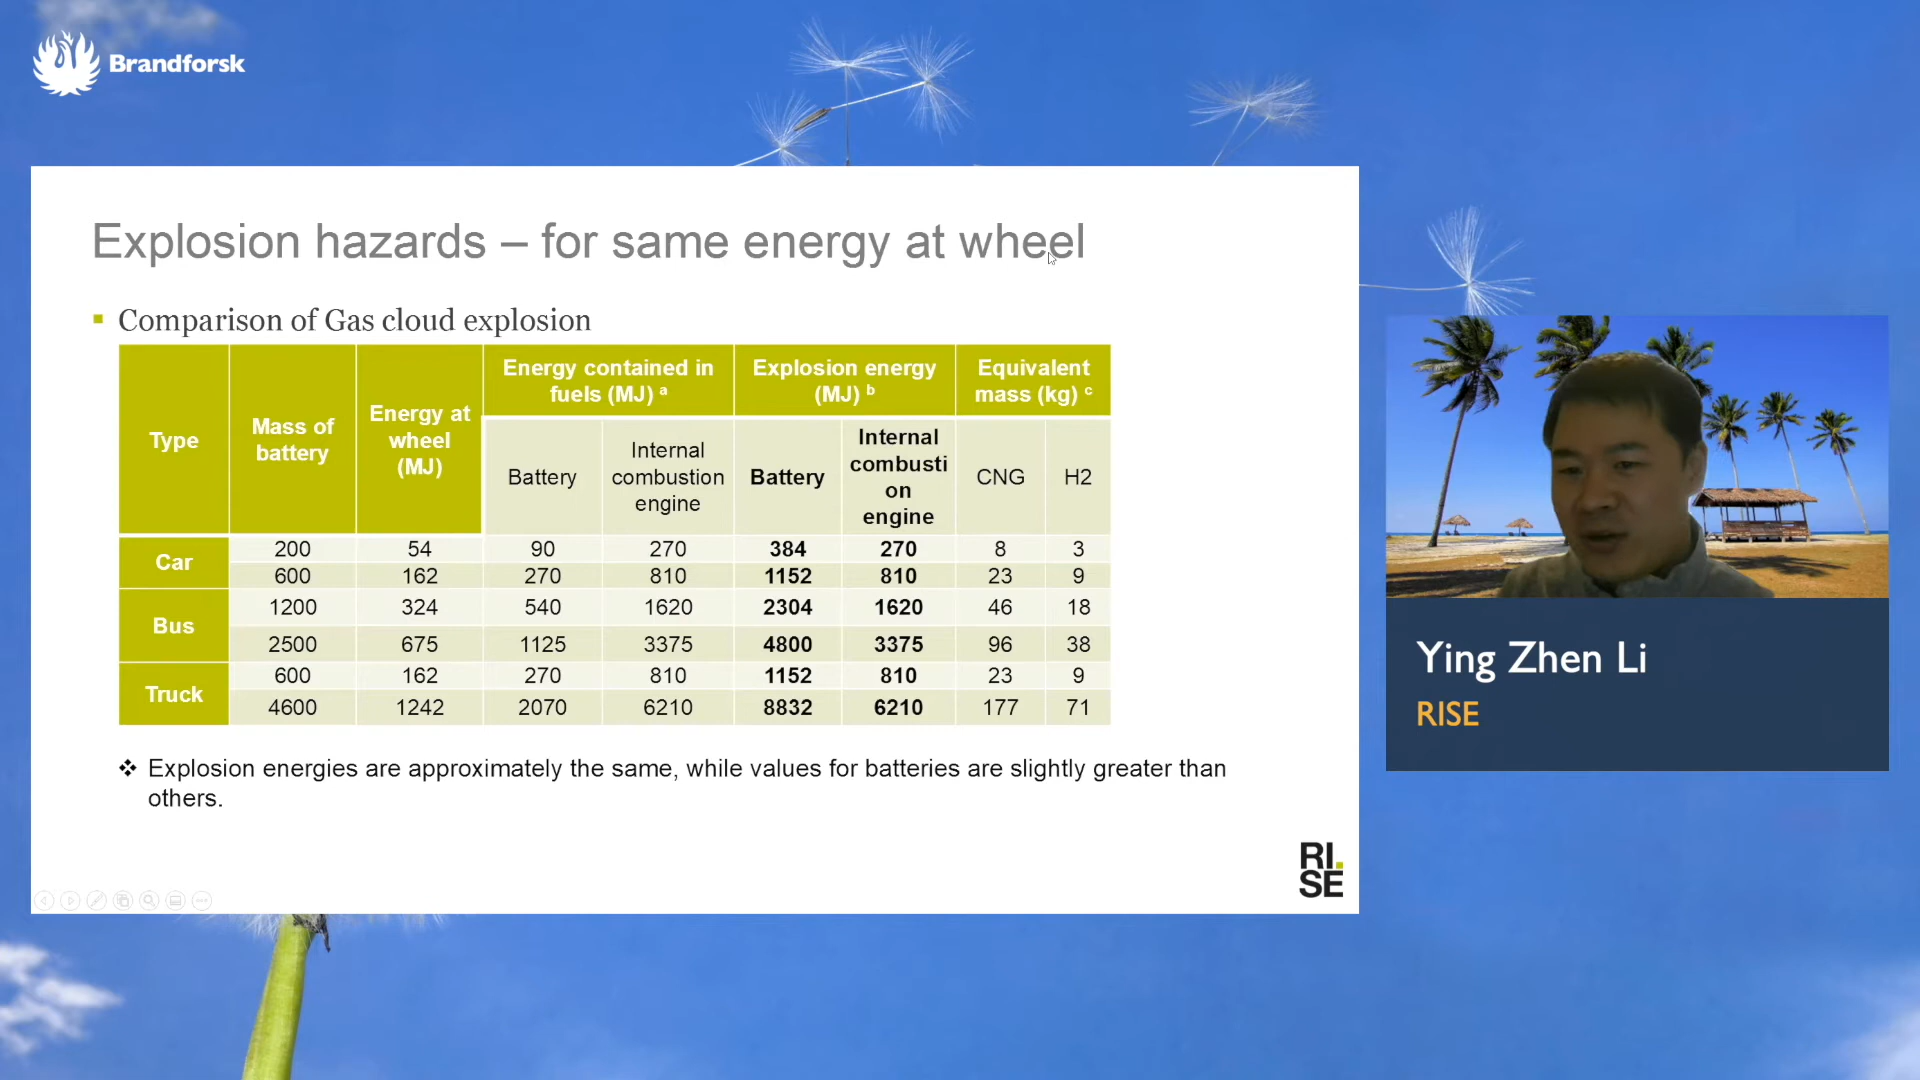 Brandforsk
Explosion hazards – for same energy at wheel
▪ Comparison of Gas cloud explosion
Type
Mass of
battery
Energy at
wheel
(MJ)
Energy contained in
fuels (MJ) ᵃ
Explosion energy
(MJ) ᵇ
Equivalent
mass (kg) ᶜ
Battery
Internal
combustion
engine
Battery
Internal
combusti
on
engine
CNG
H2
Car
200 54 90 270 384 270 8 3
600 162 270 810 1152 810 23 9
Bus
1200 324 540 1620 2304 1620 46 18
2500 675 1125 3375 4800 3375 96 38
Truck
600 162 270 810 1152 810 23 9
4600 1242 2070 6210 8832 6210 177 71
❖ Explosion energies are approximately the same, while values for batteries are slightly greater than
others.
RI.
SE
Ying Zhen Li
RISE